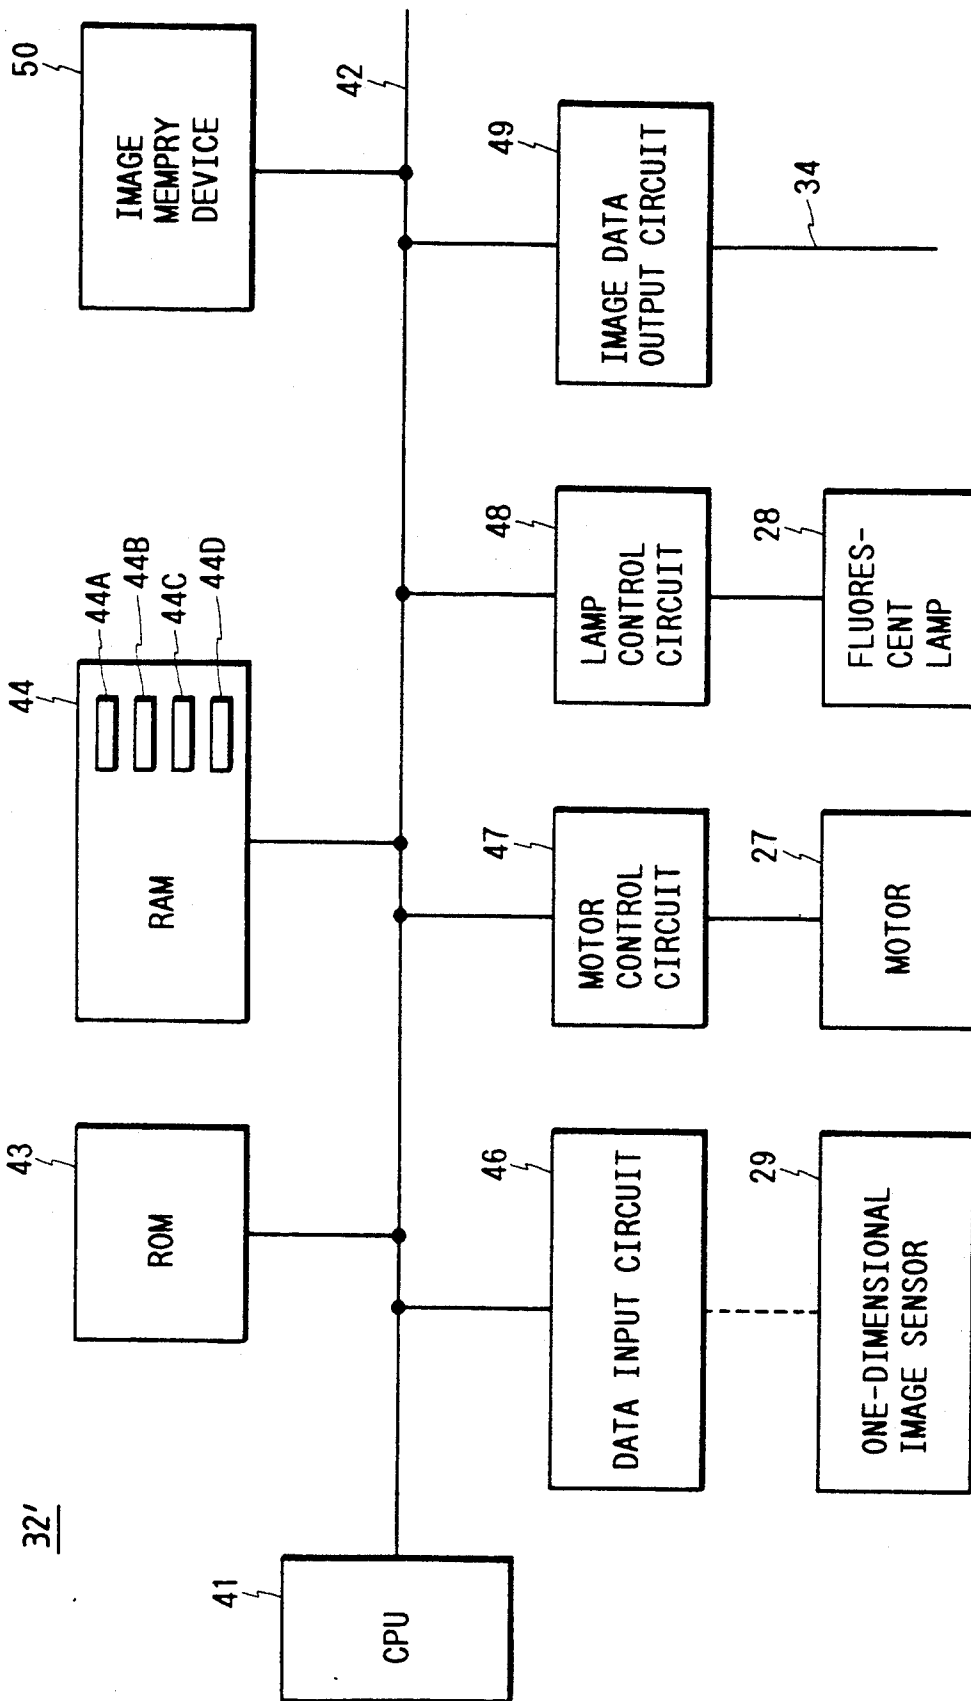 32'
41
CPU
43
ROM
44
RAM
44A
44B
44C
44D
50
IMAGE
MEMPRY
DEVICE
42
46
DATA INPUT CIRCUIT
47
MOTOR
CONTROL
CIRCUIT
48
LAMP
CONTROL
CIRCUIT
49
IMAGE DATA
OUTPUT CIRCUIT
34
29
ONE-DIMENSIONAL
IMAGE SENSOR
27
MOTOR
28
FLUORES-
CENT
LAMP